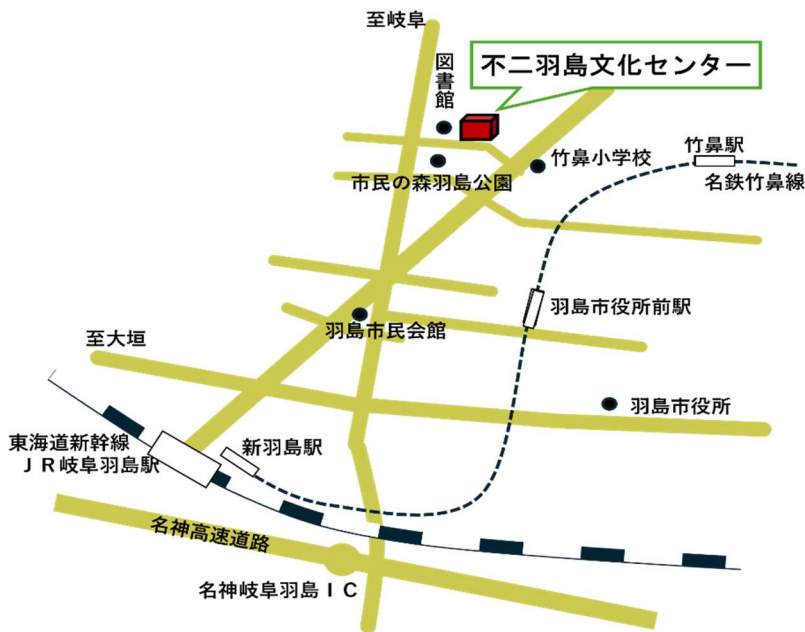 至岐阜
図書館
不二羽島文化センター
竹鼻駅
竹鼻小学校
市民の森羽島公園
名鉄竹鼻線
羽島市役所前駅
羽島市民会館
至大垣
羽島市役所
東海道新幹線
ＪＲ岐阜羽島駅
新羽島駅
名神高速道路
名神岐阜羽島ＩＣ